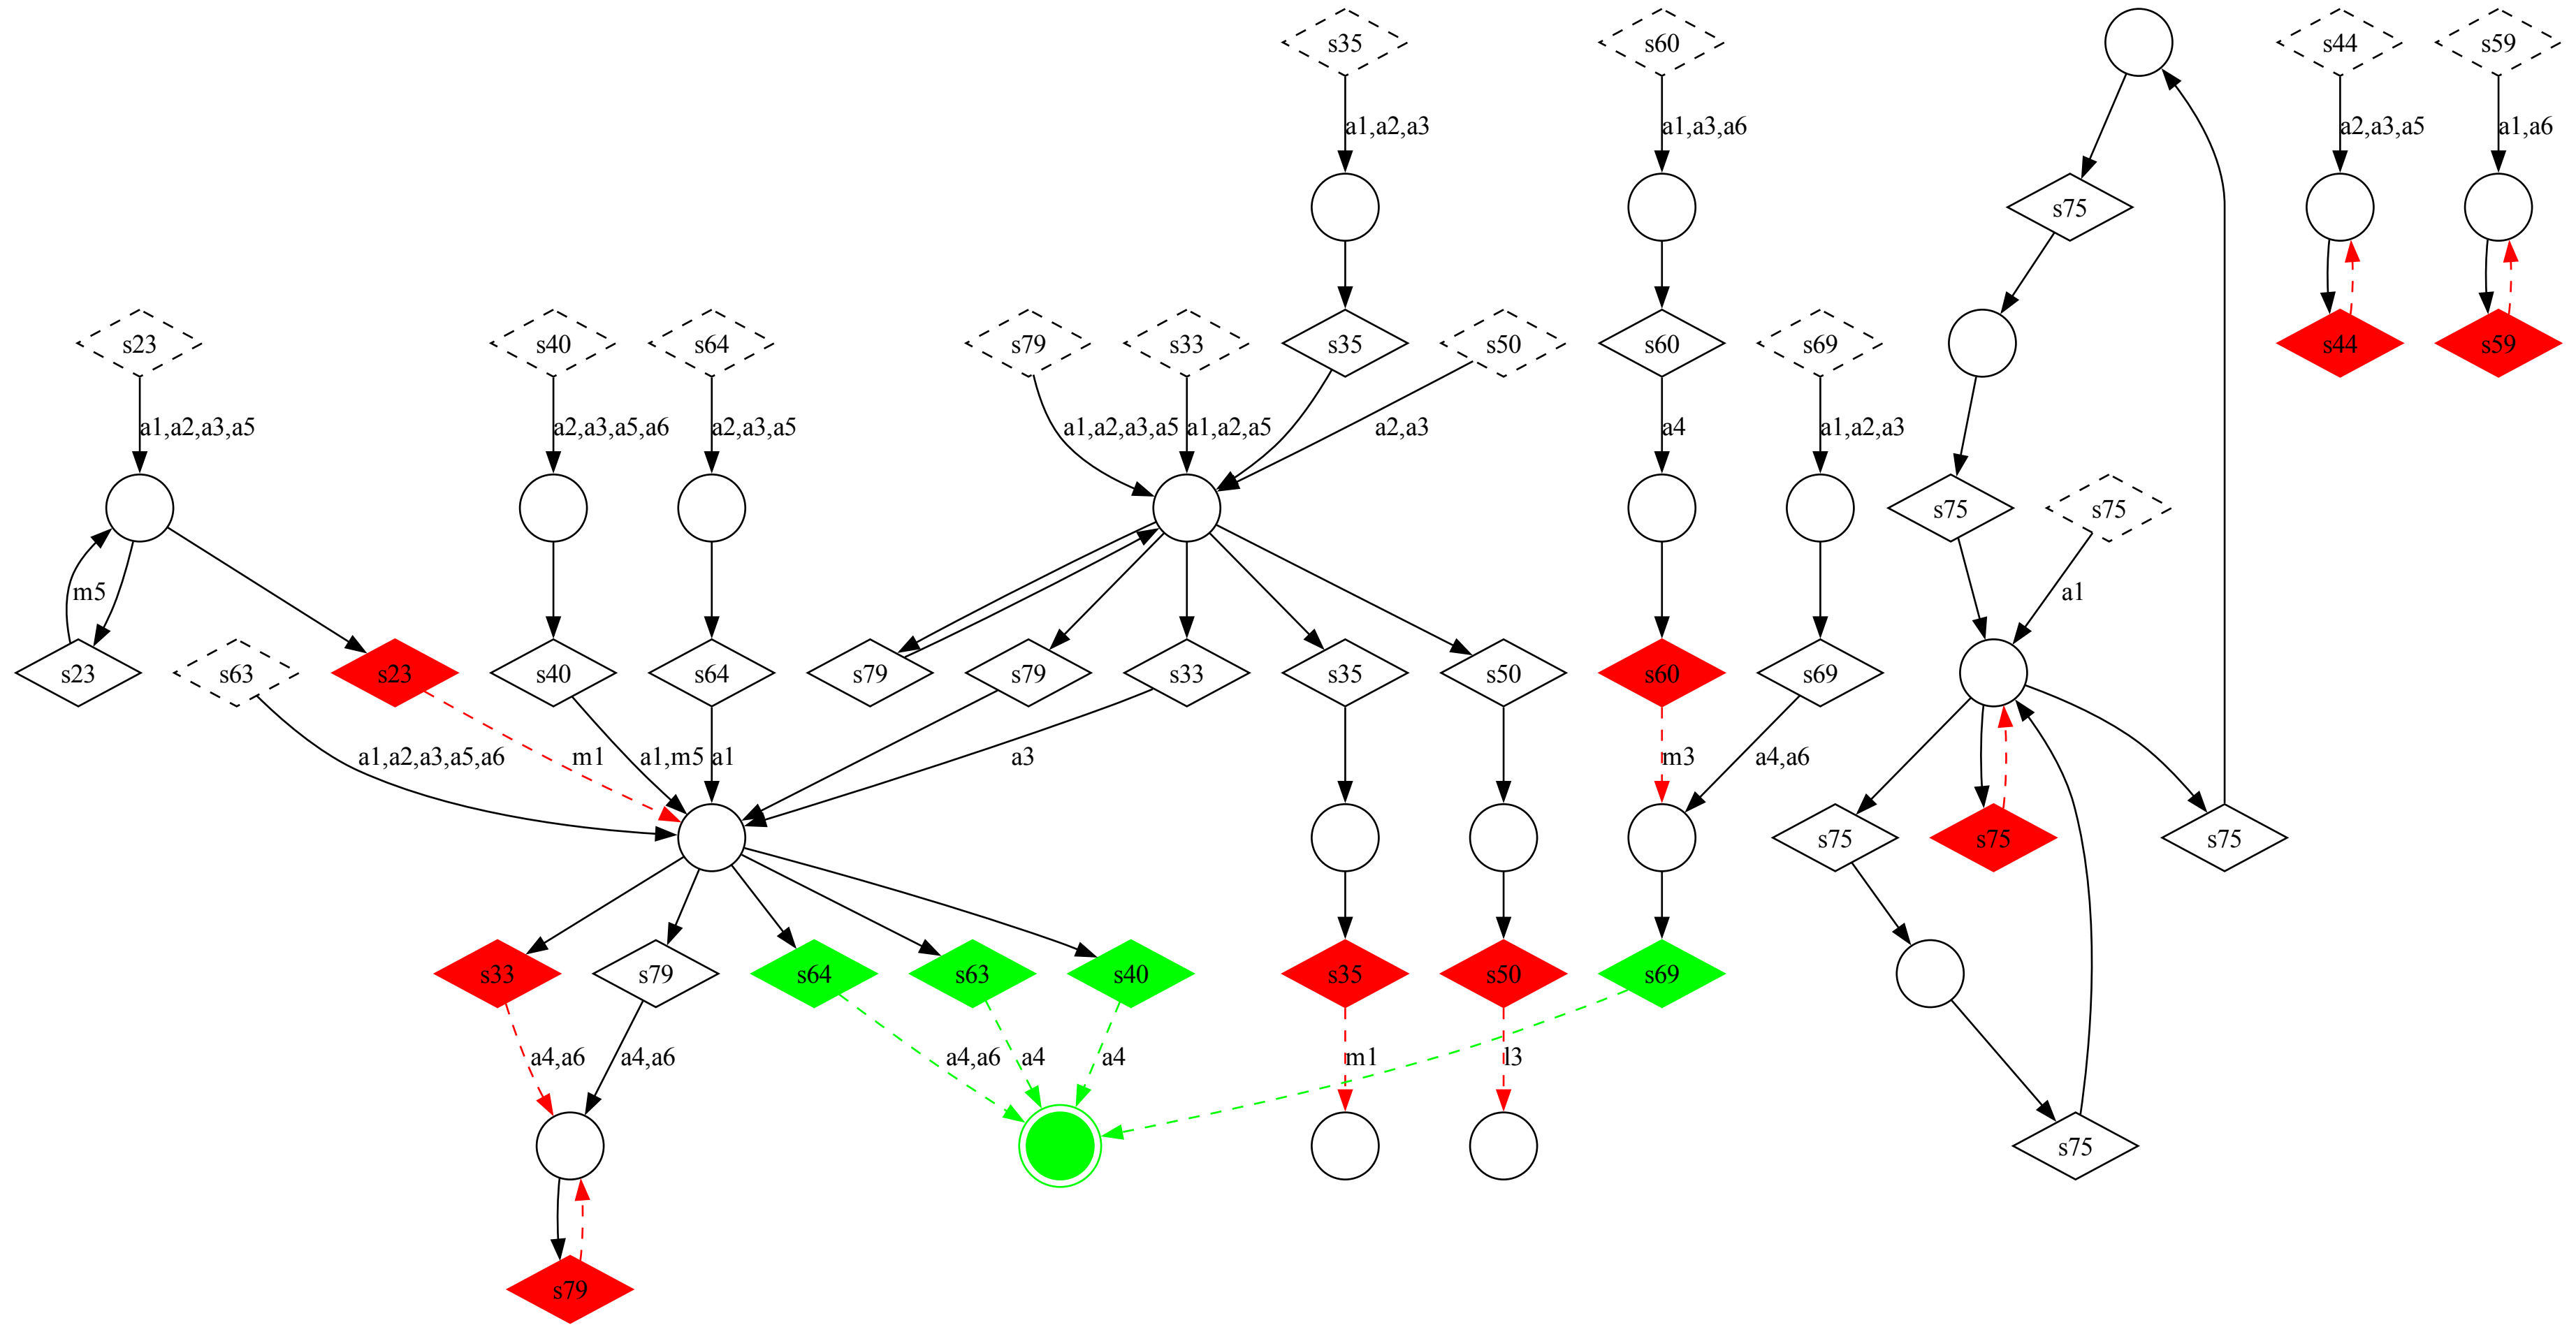 s35 s60 s44 s59
a1,a2,a3 a1,a3,a6 a2,a3,a5 a1,a6
s75
s23 s40 s64 s79 s33 s35 s50 s60 s69 s44 s59
a1,a2,a3,a5 a2,a3,a5,a6 a2,a3,a5 a1,a2,a3,a5 a1,a2,a5 a2,a3 a4 a1,a2,a3
s75 s75
m5 a1
s23 s63 s23 s40 s64 s79 s79 s33 s35 s50 s60 s69
a1,a2,a3,a5,a6 m1 a1,m5 a1 a3 m3 a4,a6
s75 s75 s75
s33 s79 s64 s63 s40 s35 s50 s69
a4,a6 a4,a6 a4,a6 a4 a4 m1 l3
s75
s79